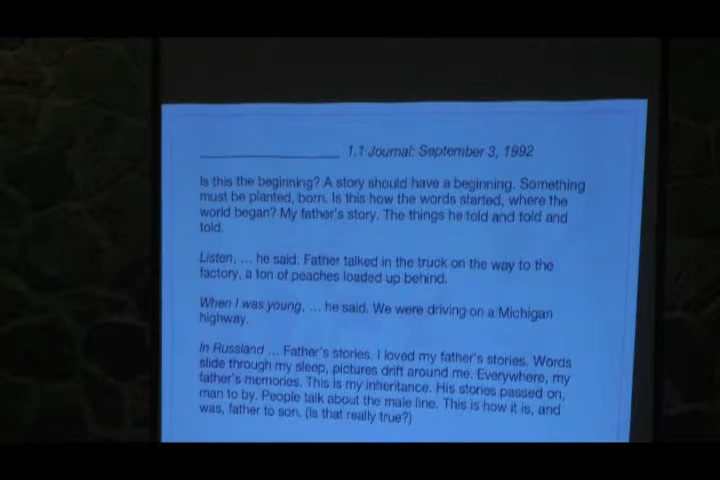 1.1 Journal: September 3, 1992
Is this the beginning? A story should have a beginning. Something
must be planted, born. Is this how the words started, where the
world began? My father's story. The things he told and told and
told.
Listen, ... he said. Father talked in the truck on the way to the
factory, a ton of peaches loaded up behind.
When I was young, ... he said. We were driving on a Michigan
highway.
In Russland ... Father's stories. I loved my father's stories. Words
slide through my sleep, pictures drift around me. Everywhere, my
father's memories. This is my inheritance. His stories passed on,
man to by. People talk about the male line. This is how it is, and
was, father to son. (Is that really true?)